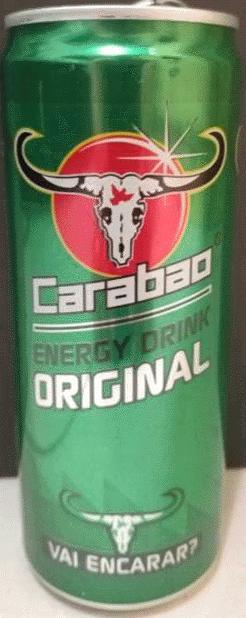 Carabao®
ENERGY DRINK
ORIGINAL
VAI ENCARAR?